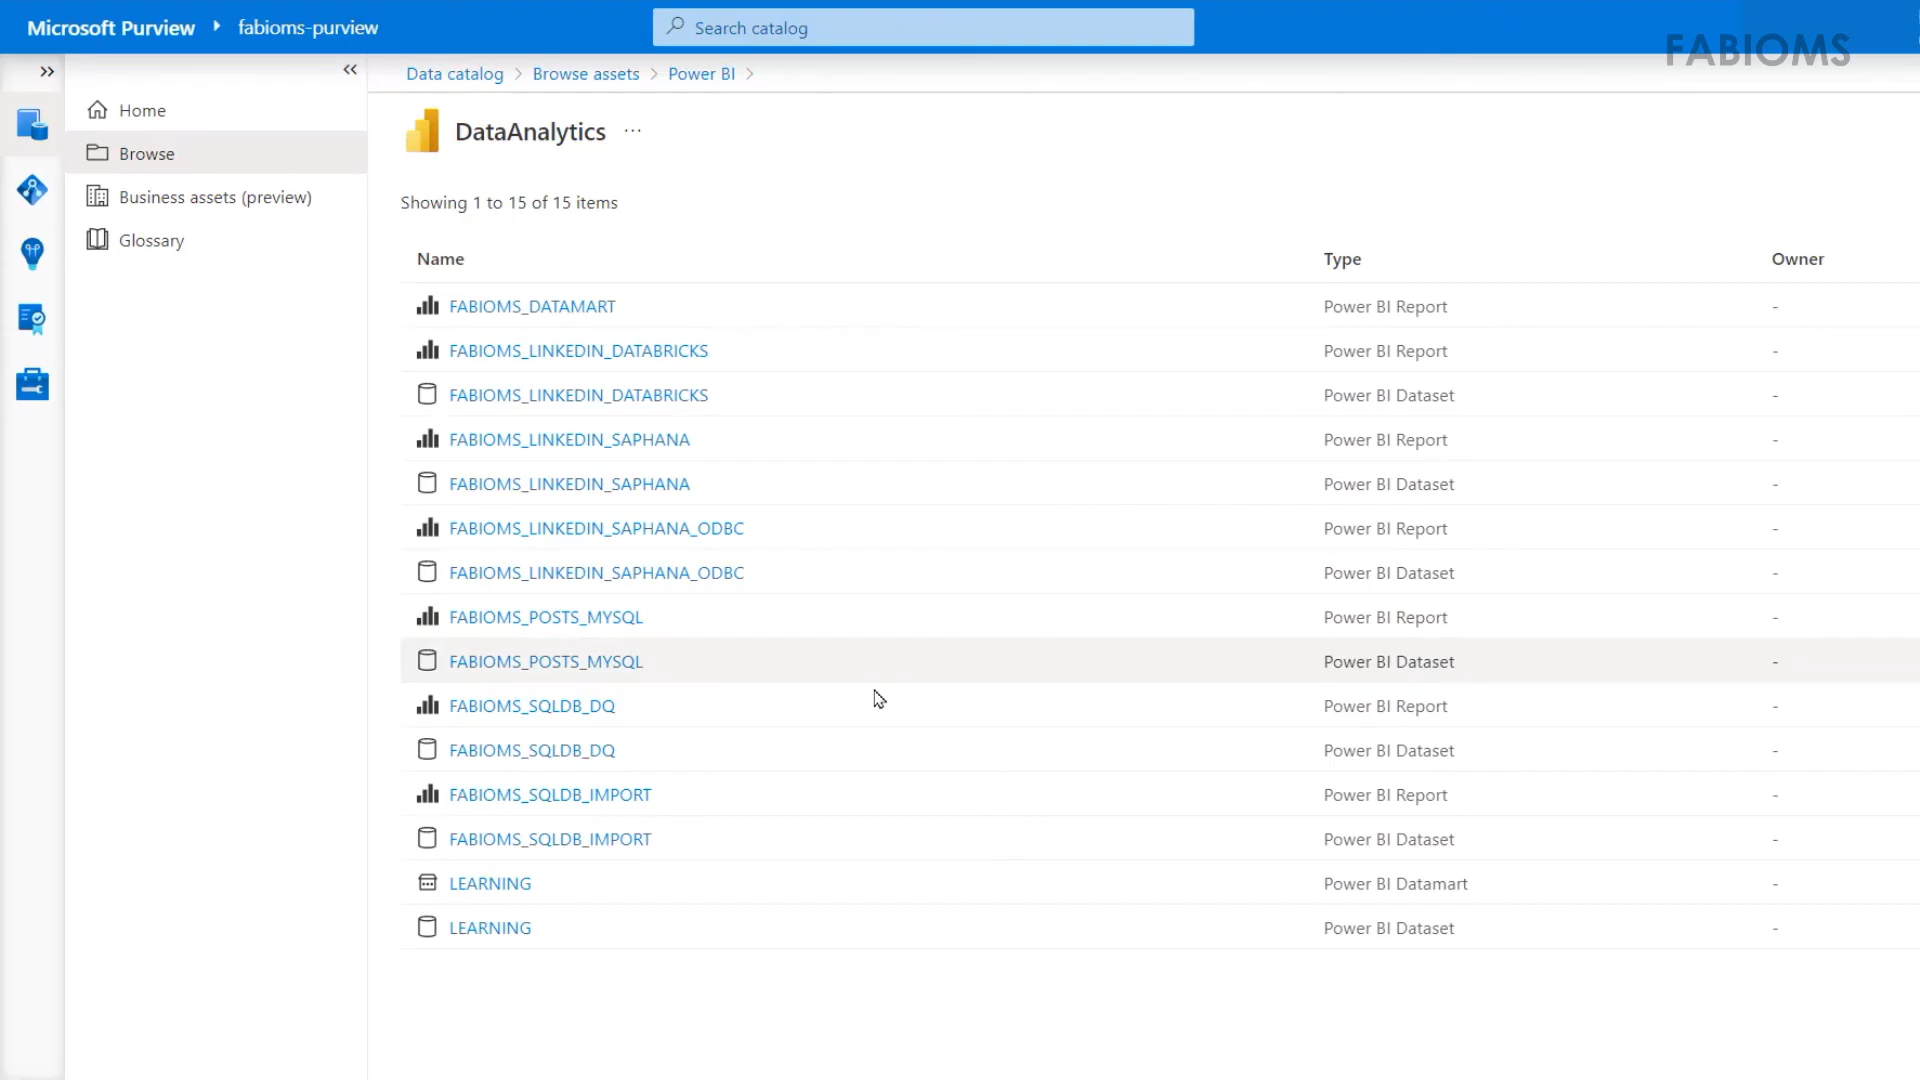 Microsoft Purview fabioms-purview
Search catalog
FABIOMS
Data catalog > Browse assets > Power BI >
Home
Browse
Business assets (preview)
Glossary
DataAnalytics ...
Showing 1 to 15 of 15 items
Name Type Owner
FABIOMS_DATAMART Power BI Report -
FABIOMS_LINKEDIN_DATABRICKS Power BI Report -
FABIOMS_LINKEDIN_DATABRICKS Power BI Dataset -
FABIOMS_LINKEDIN_SAPHANA Power BI Report -
FABIOMS_LINKEDIN_SAPHANA Power BI Dataset -
FABIOMS_LINKEDIN_SAPHANA_ODBC Power BI Report -
FABIOMS_LINKEDIN_SAPHANA_ODBC Power BI Dataset -
FABIOMS_POSTS_MYSQL Power BI Report -
FABIOMS_POSTS_MYSQL Power BI Dataset -
FABIOMS_SQLDB_DQ Power BI Report -
FABIOMS_SQLDB_DQ Power BI Dataset -
FABIOMS_SQLDB_IMPORT Power BI Report -
FABIOMS_SQLDB_IMPORT Power BI Dataset -
LEARNING Power BI Datamart -
LEARNING Power BI Dataset -